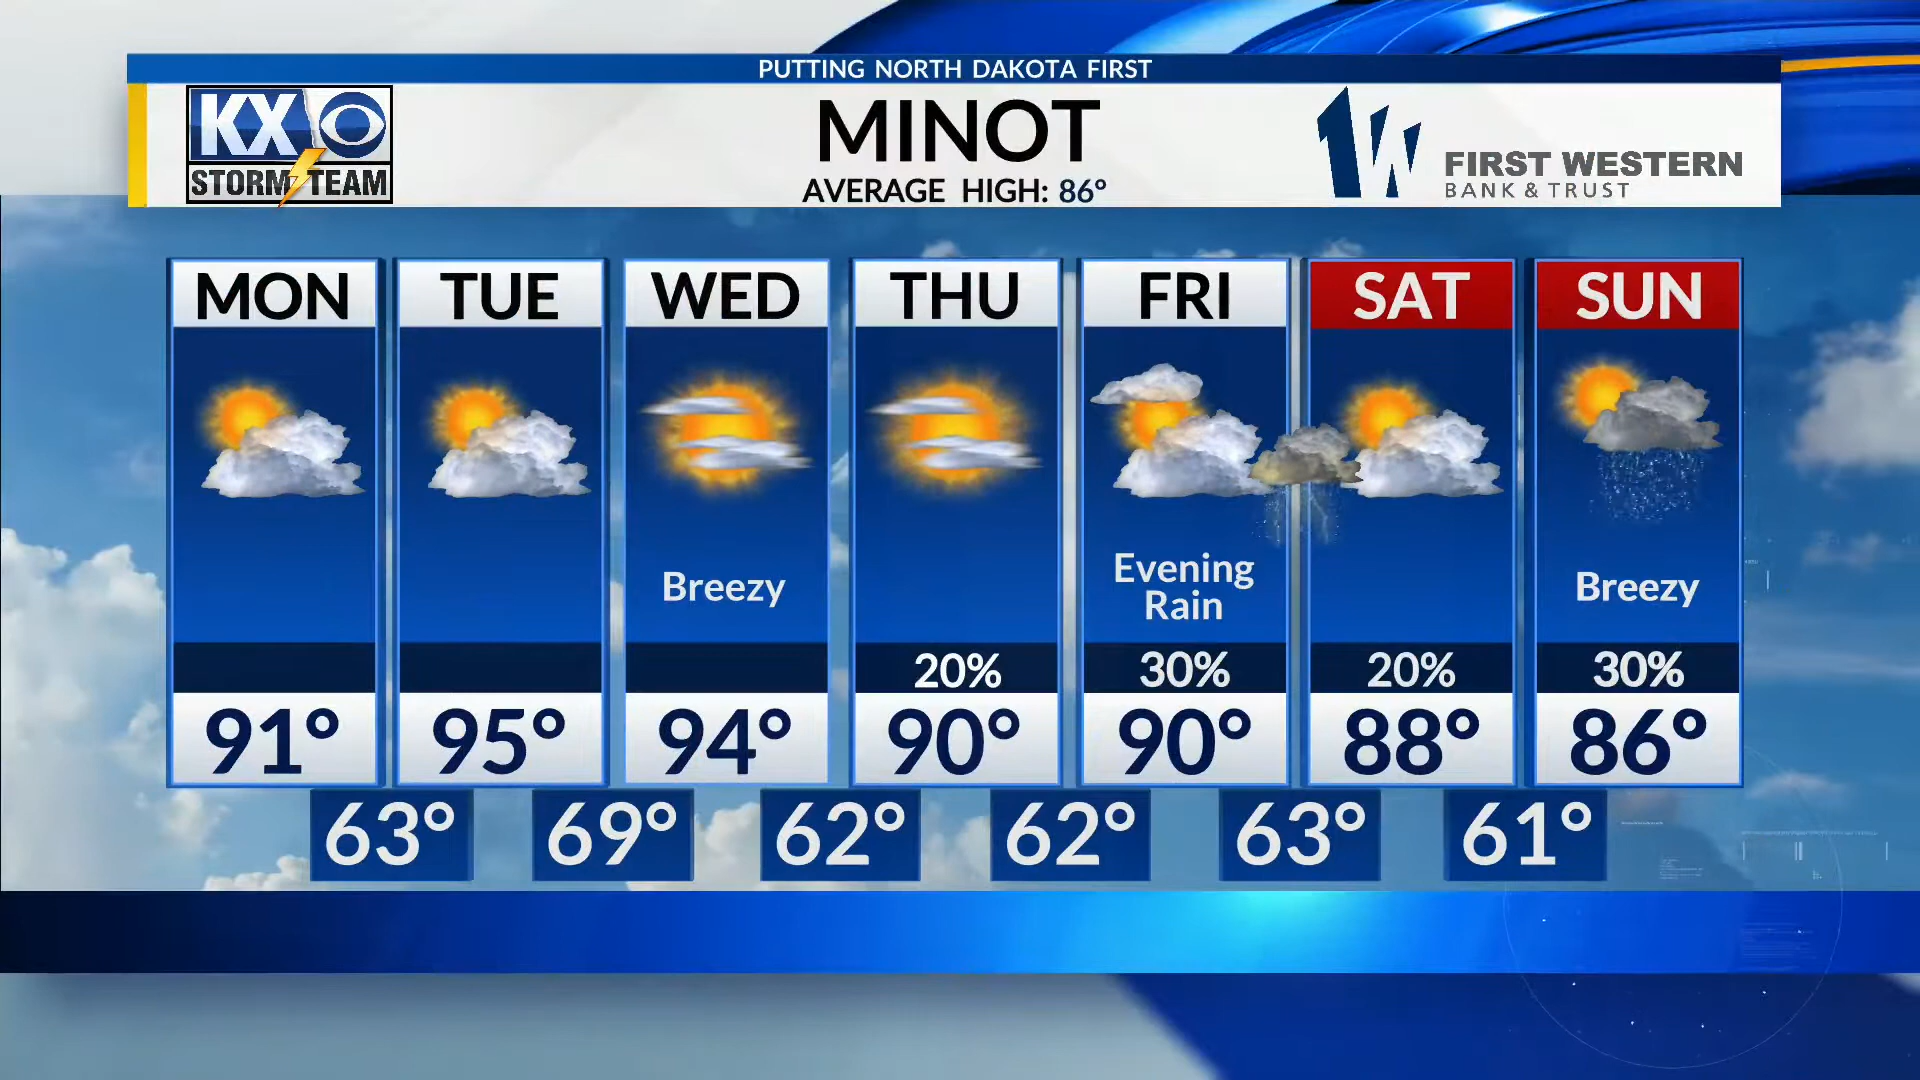 PUTTING NORTH DAKOTA FIRST
KX
STORM TEAM
MINOT
AVERAGE HIGH: 86°
1W
FIRST WESTERN
BANK & TRUST
MON TUE WED THU FRI SAT SUN
Breezy
Evening
Rain
Breezy
20% 30% 20% 30%
91° 95° 94° 90° 90° 88° 86°
63° 69° 62° 62° 63° 61°